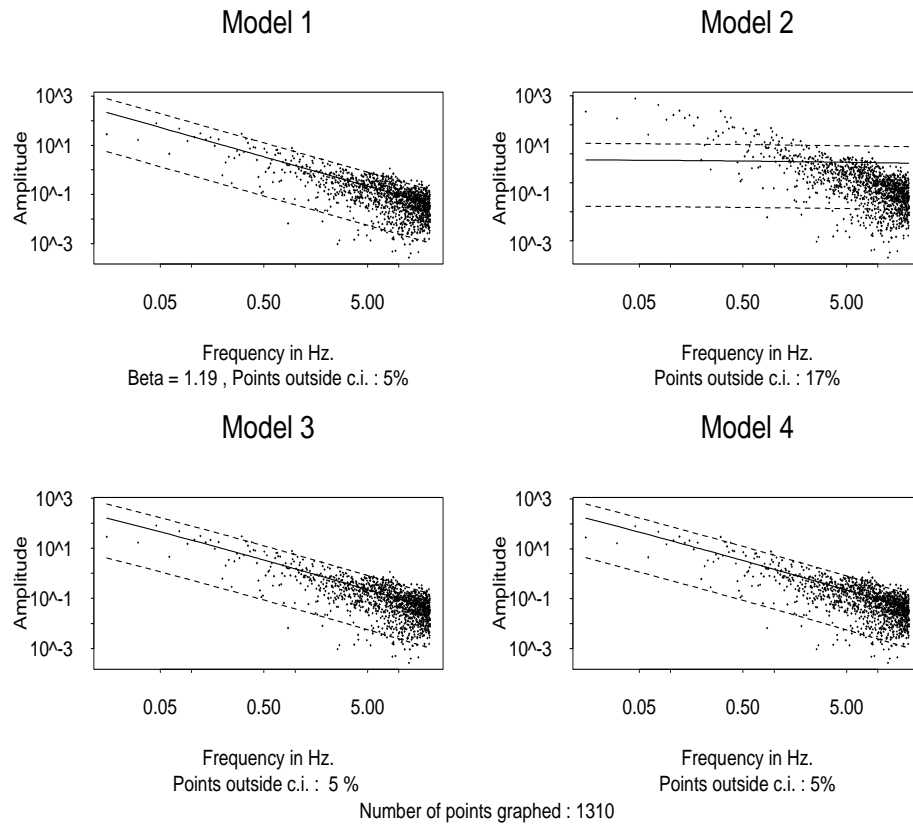 Model 1
Model 2
Amplitude
10^3
10^1
10^-1
10^-3
0.05 0.50 5.00
Frequency in Hz.
Beta = 1.19 , Points outside c.i. : 5%
Amplitude
10^3
10^1
10^-1
10^-3
0.05 0.50 5.00
Frequency in Hz.
Points outside c.i. : 17%
Model 3
Model 4
Amplitude
10^3
10^1
10^-1
10^-3
0.05 0.50 5.00
Frequency in Hz.
Points outside c.i. : 5 %
Amplitude
10^3
10^1
10^-1
10^-3
0.05 0.50 5.00
Frequency in Hz.
Points outside c.i. : 5%
Number of points graphed : 1310